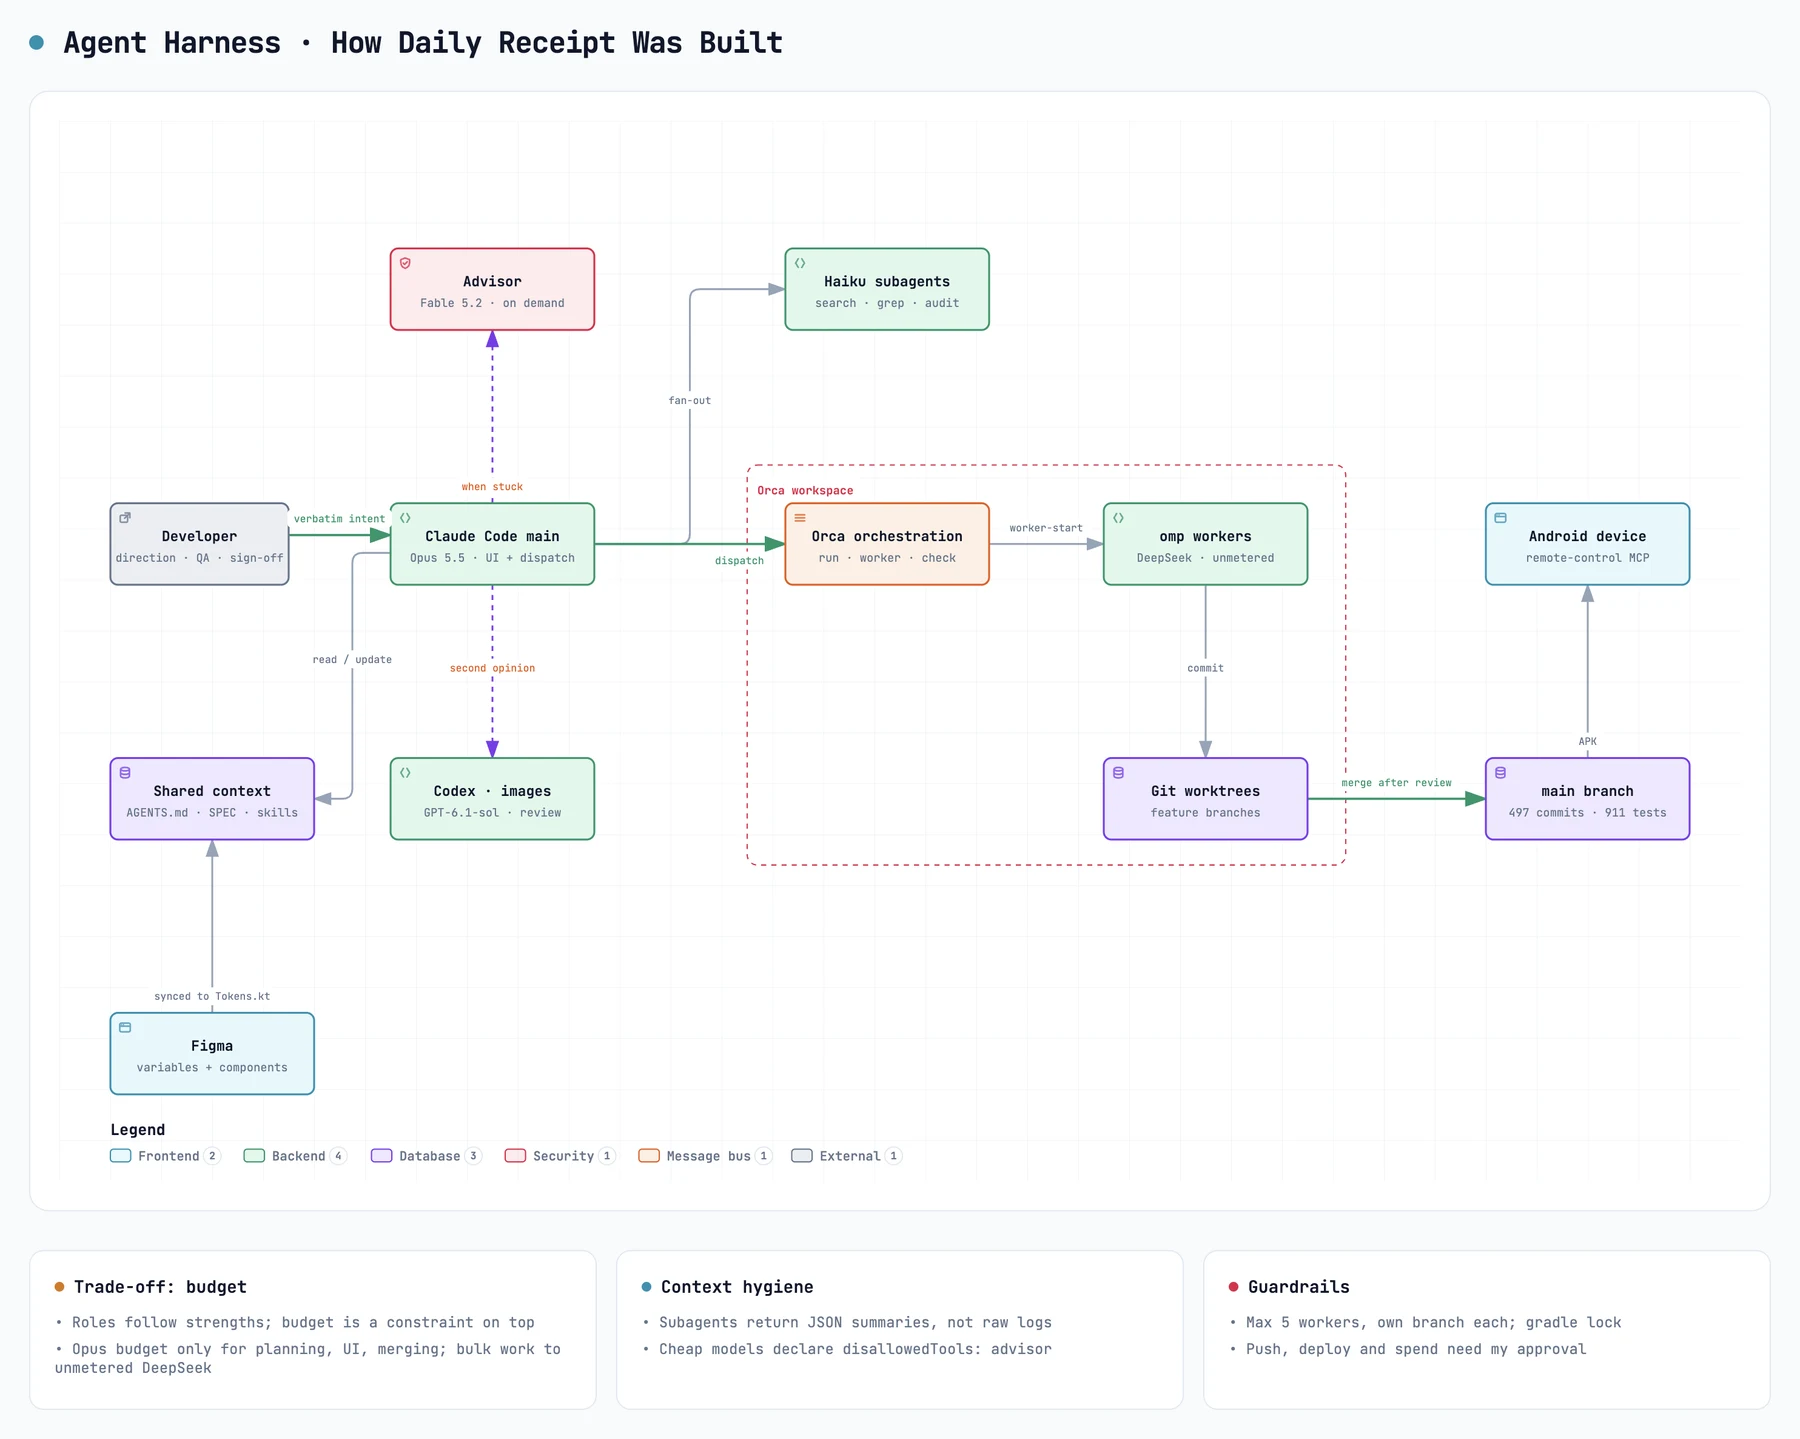 Agent Harness · How Daily Receipt Was Built
Advisor
Fable 5.2 · on demand
Haiku subagents
search · grep · audit
fan-out
when stuck
Orca workspace
Developer
direction · QA · sign-off
verbatim intent
Claude Code main
Opus 5.5 · UI + dispatch
dispatch
Orca orchestration
run · worker · check
worker-start
omp workers
DeepSeek · unmetered
Android device
remote-control MCP
read / update
second opinion
commit
APK
Shared context
AGENTS.md · SPEC · skills
Codex · images
GPT-6.1-sol · review
Git worktrees
feature branches
merge after review
main branch
497 commits · 911 tests
synced to Tokens.kt
Figma
variables + components
Legend
Frontend 2
Backend 4
Database 3
Security 1
Message bus 1
External 1
Trade-off: budget
• Roles follow strengths; budget is a constraint on top
• Opus budget only for planning, UI, merging; bulk work to
unmetered DeepSeek
Context hygiene
• Subagents return JSON summaries, not raw logs
• Cheap models declare disallowedTools: advisor
Guardrails
• Max 5 workers, own branch each; gradle lock
• Push, deploy and spend need my approval